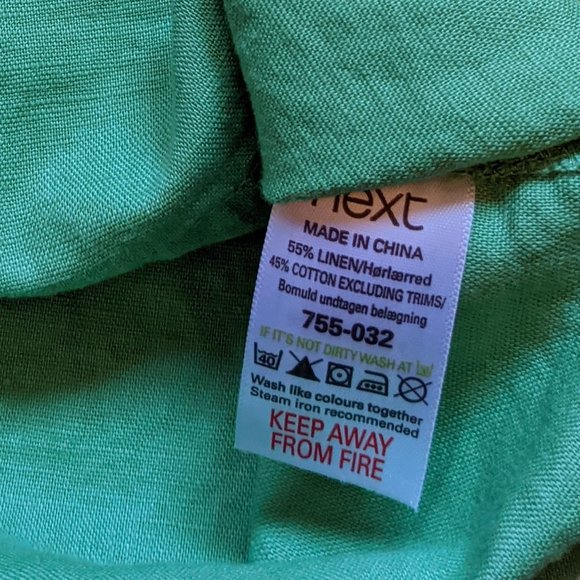 next
MADE IN CHINA
55% LINEN/Hørlærred
45% COTTON EXCLUDING TRIMS/
Bomuld undtagen belægning
755-032
IF IT'S NOT DIRTY WASH AT
40
Wash like colours together
Steam iron recommended
KEEP AWAY
FROM FIRE